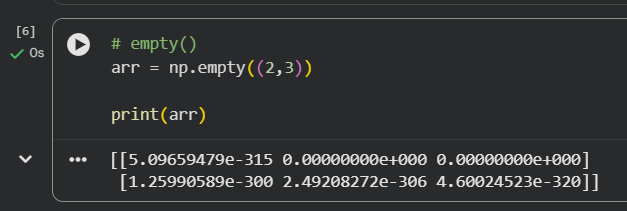 [6]
0s
# empty()
arr = np.empty((2,3))
print(arr)
[[5.09659479e-315 0.00000000e+000 0.00000000e+000]
[1.25990589e-300 2.49208272e-306 4.60024523e-320]]